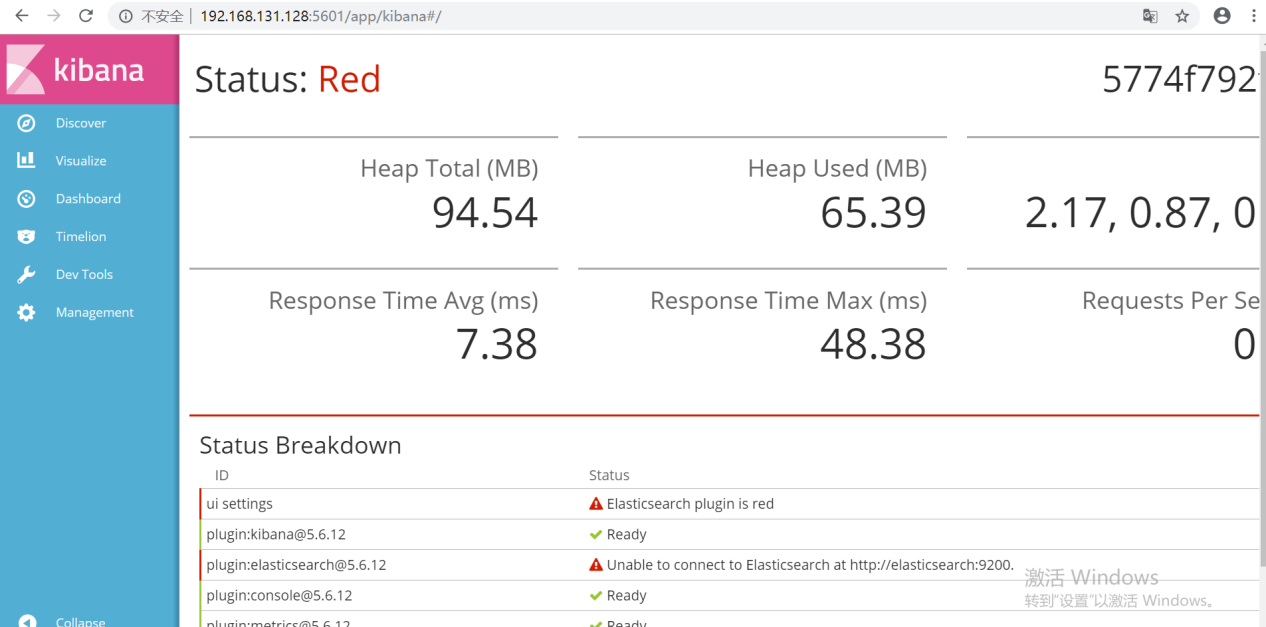 不安全 | 192.168.131.128:5601/app/kibana#/
kibana
Discover
Visualize
Dashboard
Timelion
Dev Tools
Management
Collapse
Status: Red
5774f792
Heap Total (MB)
94.54
Heap Used (MB)
65.39
2.17, 0.87, 0
Response Time Avg (ms)
7.38
Response Time Max (ms)
48.38
Requests Per Se
0
Status Breakdown
ID Status
ui settings Elasticsearch plugin is red
plugin:kibana@5.6.12 Ready
plugin:elasticsearch@5.6.12 Unable to connect to Elasticsearch at http://elasticsearch:9200.
plugin:console@5.6.12 Ready
plugin:metrics@5.6.12 Ready
激活 Windows
转到"设置"以激活 Windows。